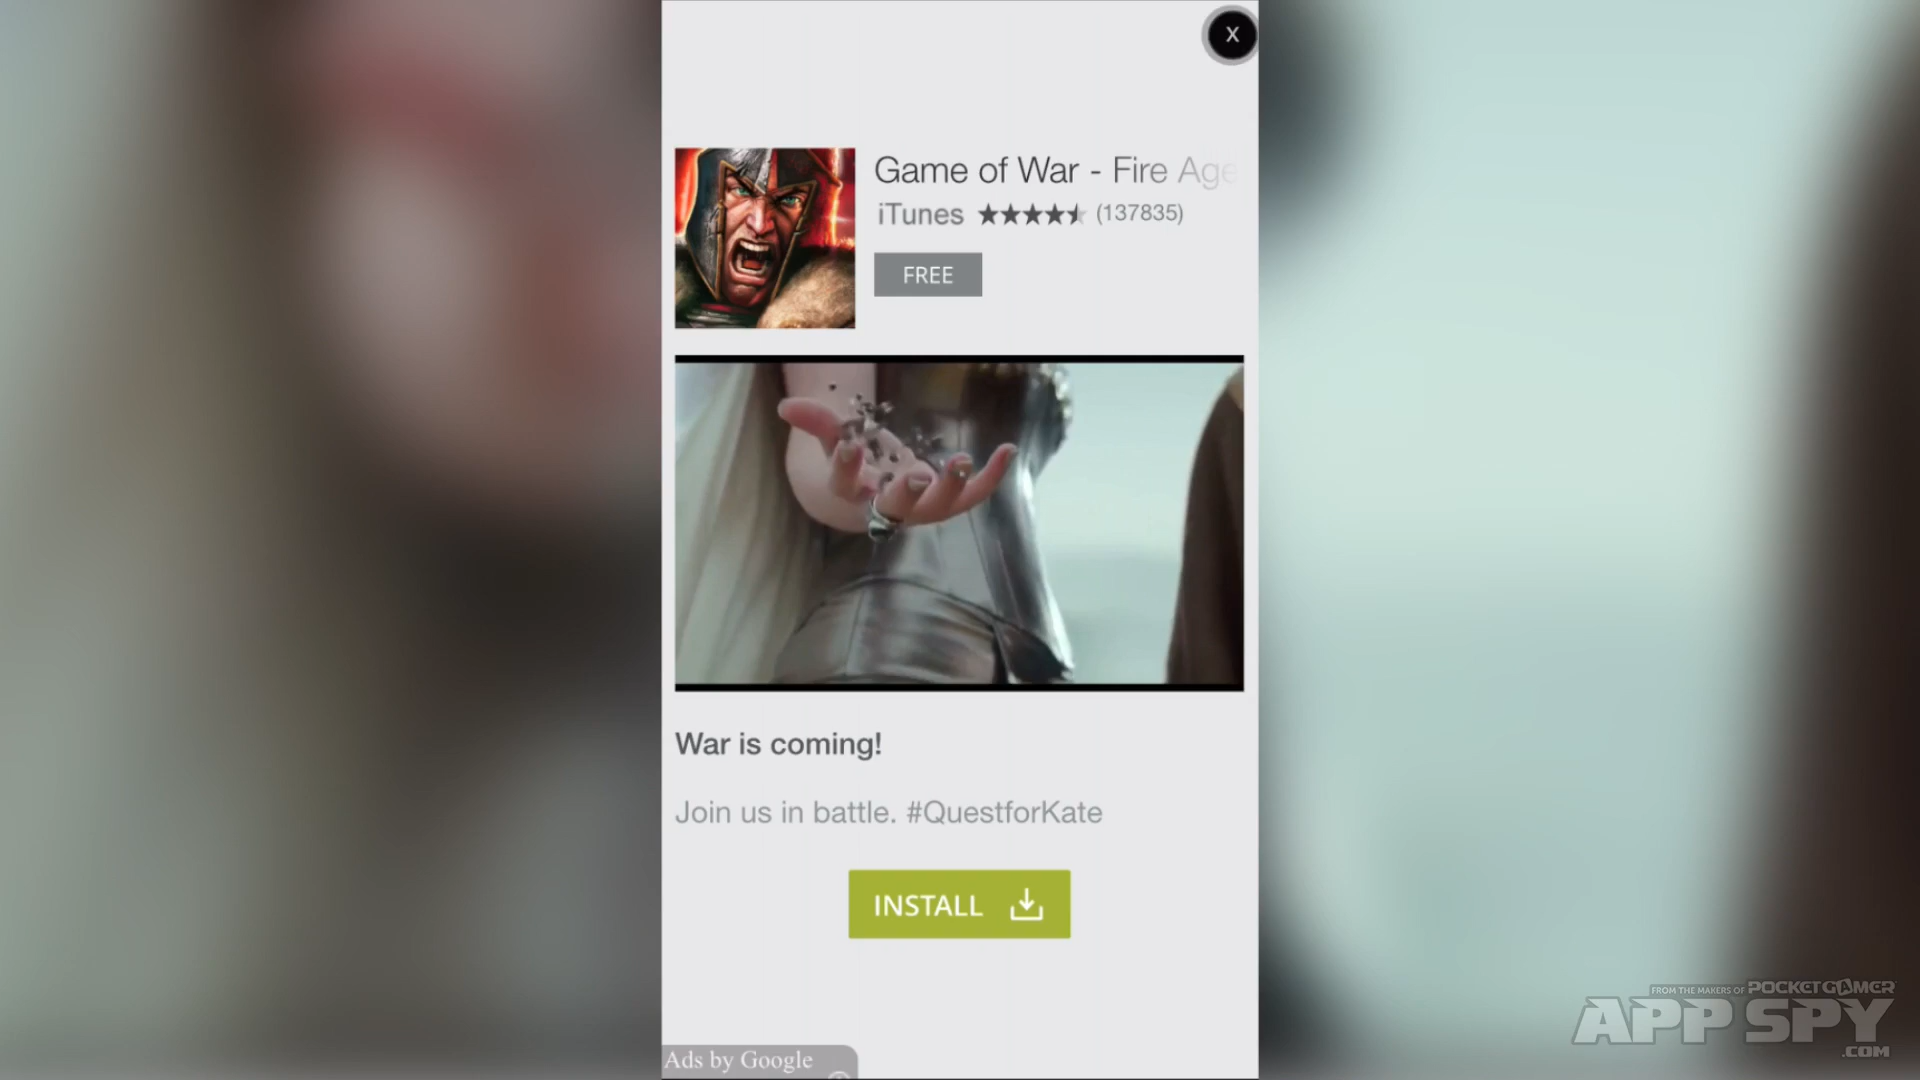 X
Game of War - Fire Age
iTunes ★★★★⯨ (137835)
FREE
War is coming!
Join us in battle. #QuestforKate
INSTALL
Ads by Google
FROM THE MAKERS OF POCKETGAMER
APP SPY
.COM